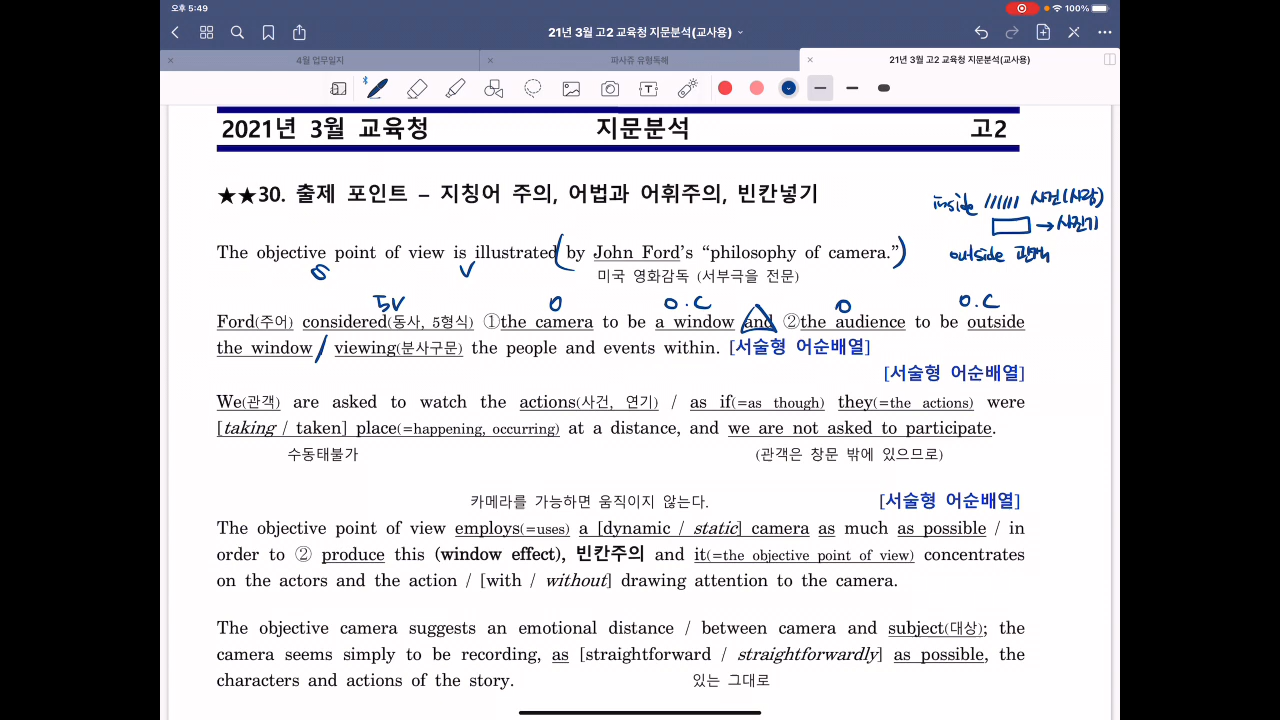 오후 5:49
100%
21년 3월 고2 교육청 지문분석(교사용)
4월 업무일지
파사쥬 유형독해
21년 3월 고2 교육청 지문분석(교사용)
2021년 3월 교육청 지문분석 고2
★★30. 출제 포인트 – 지칭어 주의, 어법과 어휘주의, 빈칸넣기
inside 사건(사람)
→사진기
outside 관객
The objective point of view is illustrated ( by John Ford's “philosophy of camera.”)
S V 미국 영화감독 (서부극을 전문)
5V O O.C O O.C
Ford(주어) considered(동사, 5형식) ①the camera to be a window and ②the audience to be outside
the window / viewing(분사구문) the people and events within. [서술형 어순배열]
[서술형 어순배열]
We(관객) are asked to watch the actions(사건, 연기) / as if(=as though) they(=the actions) were
[taking / taken] place(=happening, occurring) at a distance, and we are not asked to participate.
수동태불가 (관객은 창문 밖에 있으므로)
카메라를 가능하면 움직이지 않는다. [서술형 어순배열]
The objective point of view employs(=uses) a [dynamic / static] camera as much as possible / in
order to ② produce this (window effect), 빈칸주의 and it(=the objective point of view) concentrates
on the actors and the action / [with / without] drawing attention to the camera.
The objective camera suggests an emotional distance / between camera and subject(대상); the
camera seems simply to be recording, as [straightforward / straightforwardly] as possible, the
characters and actions of the story. 있는 그대로